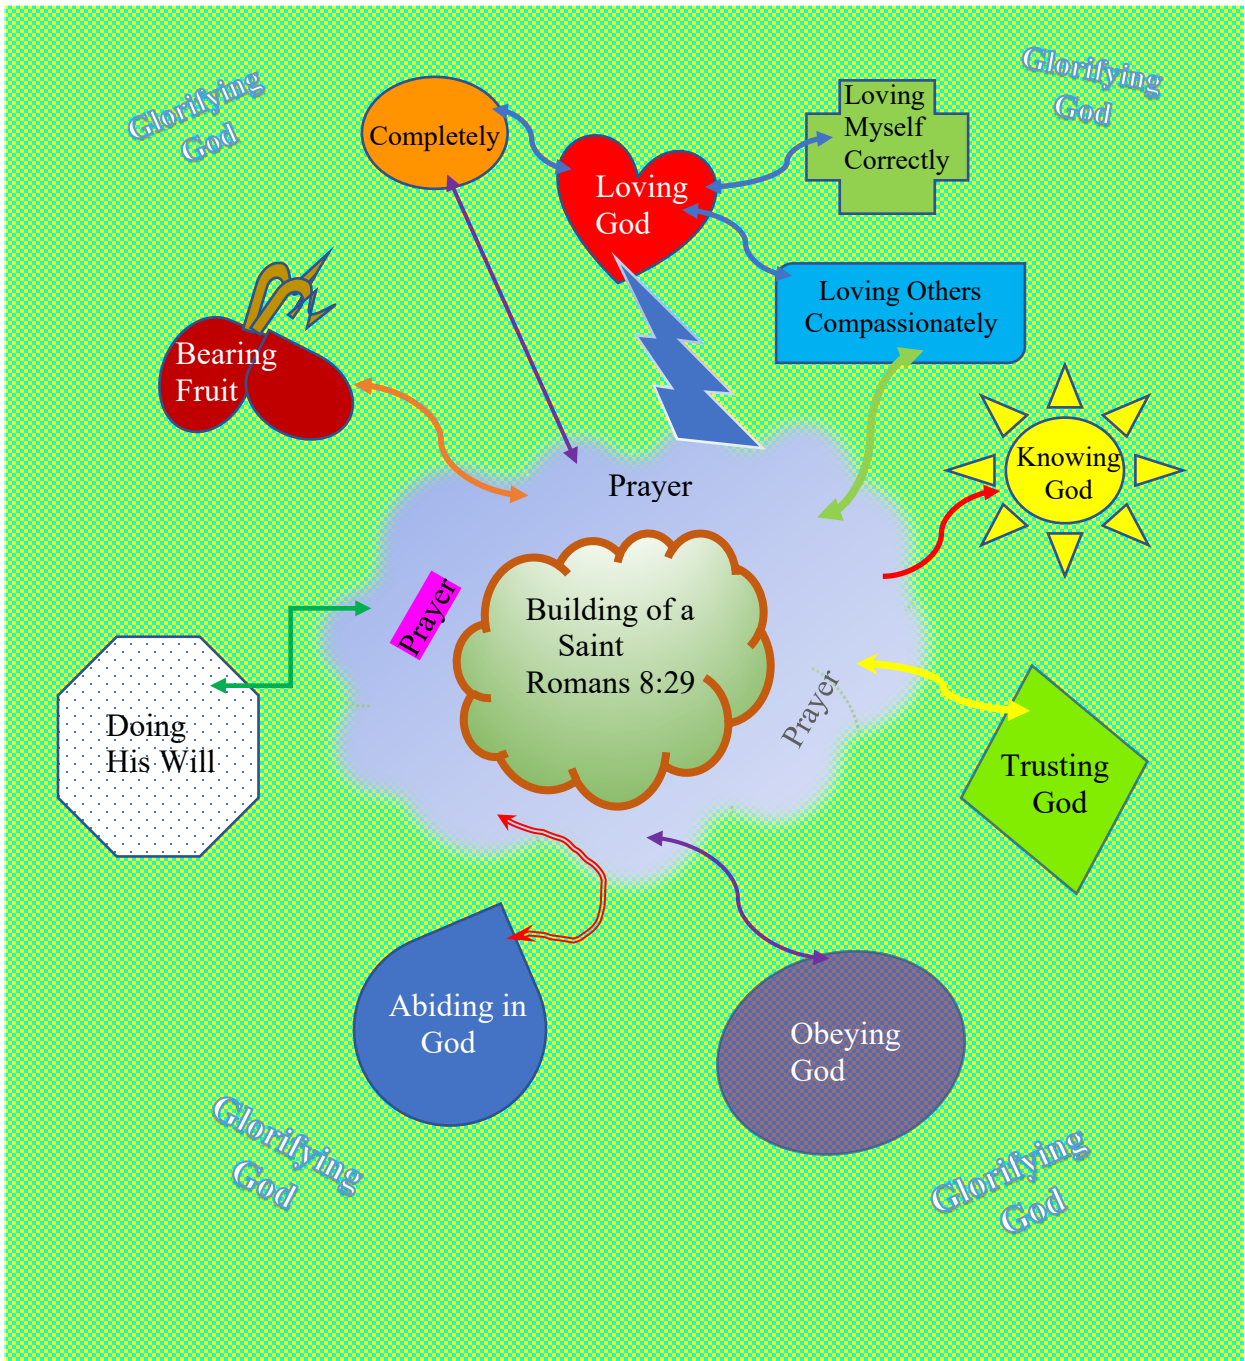 Glorifying
God
Glorifying
God
Completely
Loving
God
Loving
Myself
Correctly
Loving Others
Compassionately
Bearing
Fruit
Knowing
God
Prayer
Prayer
Building of a
Saint
Romans 8:29
Prayer
Doing
His Will
Trusting
God
Abiding in
God
Obeying
God
Glorifying
God
Glorifying
God